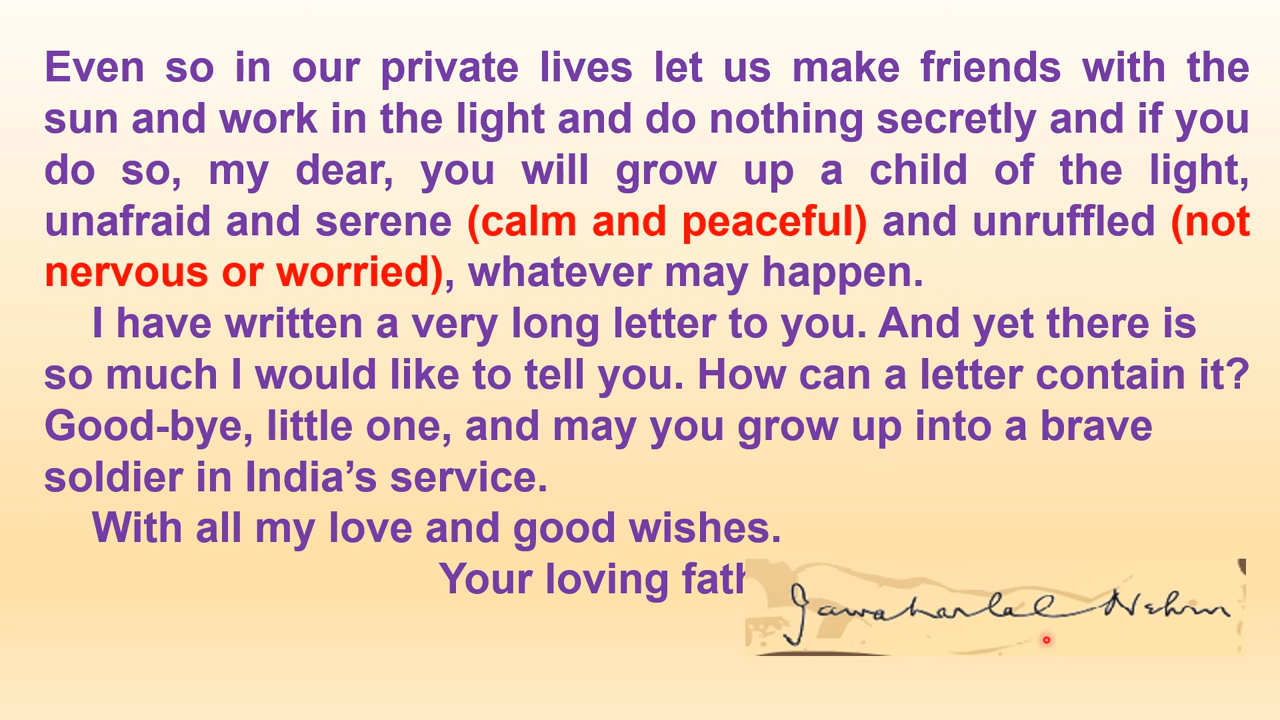 Even so in our private lives let us make friends with the
sun and work in the light and do nothing secretly and if you
do so, my dear, you will grow up a child of the light,
unafraid and serene (calm and peaceful) and unruffled (not
nervous or worried), whatever may happen.
I have written a very long letter to you. And yet there is
so much I would like to tell you. How can a letter contain it?
Good-bye, little one, and may you grow up into a brave
soldier in India’s service.
With all my love and good wishes.
Your loving
Jawaharlal Nehru